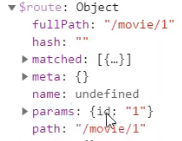 ▼ $route: Object
fullPath: "/movie/1"
hash: ""
▶ matched: [{…}]
▶ meta: {}
name: undefined
▶ params: {id: "1"}
path: "/movie/1"